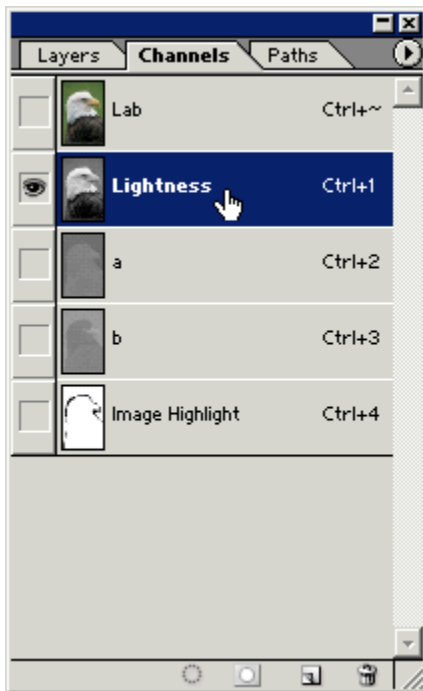 Layers Channels Paths
Lab Ctrl+~
Lightness Ctrl+1
a Ctrl+2
b Ctrl+3
Image Highlight Ctrl+4